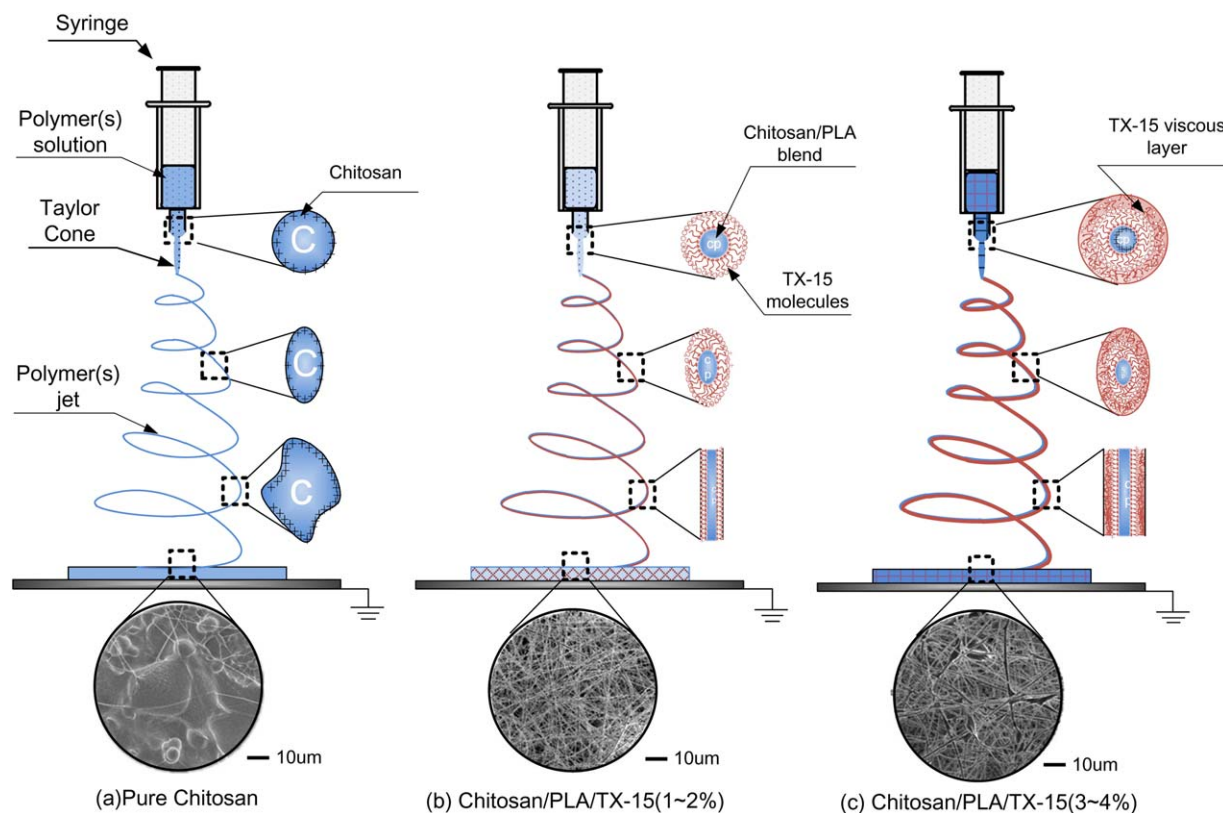 Syringe
Polymer(s)
solution
Chitosan
Taylor
Cone
C
C
Polymer(s)
jet
C
10um
(a)Pure Chitosan
Chitosan/PLA
blend
cp
TX-15
molecules
c
p
10um
(b) Chitosan/PLA/TX-15(1~2%)
TX-15 viscous
layer
cp
10um
(c) Chitosan/PLA/TX-15(3~4%)